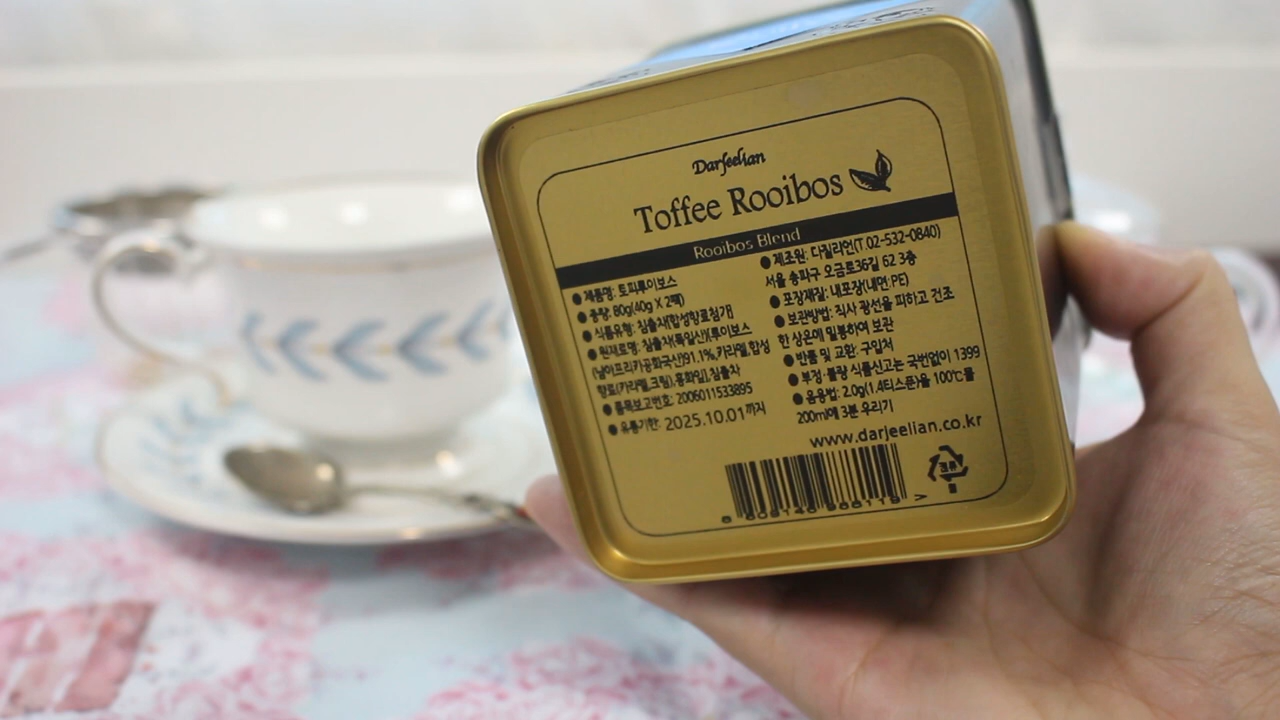 Darjeelian
Toffee Rooibos
Rooibos Blend
● 제품명: 토피루이보스
● 용량: 80g(40g X 2팩)
● 식품유형: 침출차[합성향료첨가]
● 원재료명: 침출차(독일산)[루이보스
(남아프리카공화국산)91.1%,카라멜,합성
향료(카라멜,크림),홍화잎],침출차
● 품목보고번호: 2006011533895
● 유통기한: 2025.10.01까지
● 제조원: 다질리언(T.02-532-0840)
서울 송파구 오금로36길 62 3층
● 포장재질: 내포장(내면:PE)
● 보관방법: 직사 광선을 피하고 건조
한 상온에 밀봉하여 보관
● 반품 및 교환: 구입처
● 부정·불량 식품신고는 국번없이 1399
● 음용법: 2.0g(1.4티스푼)을 100℃물
200ml에 3분 우리기
www.darjeelian.co.kr